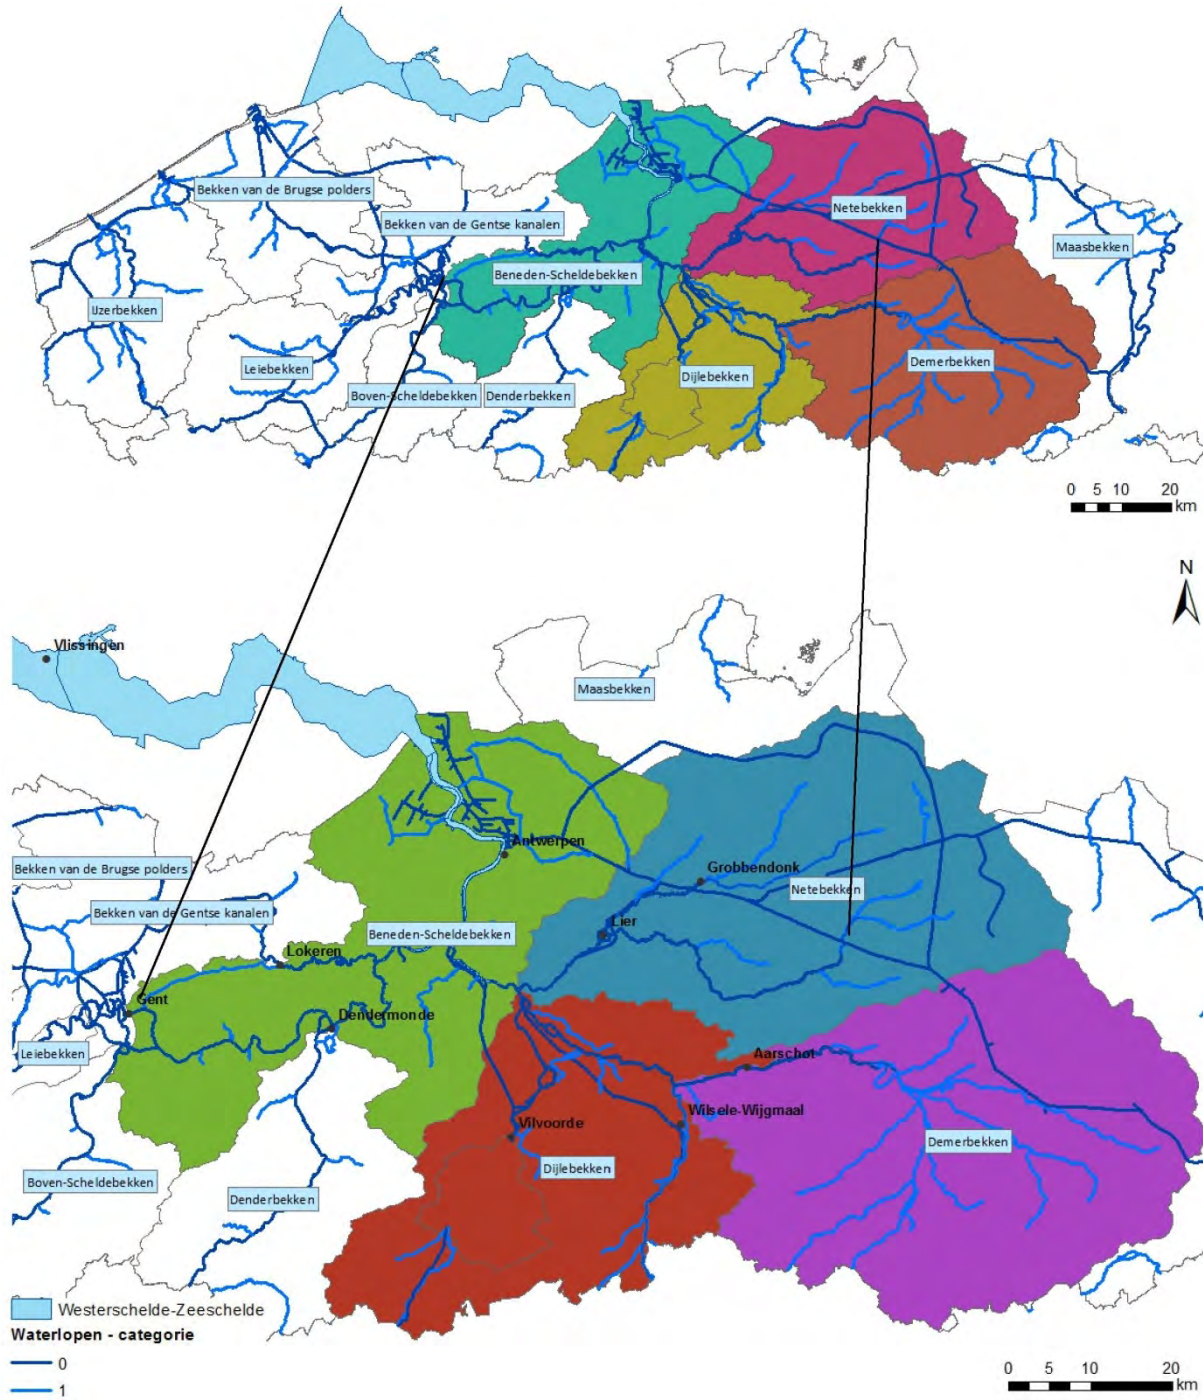 Bekken van de Brugse polders
Netebekken
Bekken van de Gentse kanalen
Maasbekken
Beneden-Scheldebekken
IJzerbekken
Leiebekken
Demerbekken
Dijlebekken
Boven-Scheldebekken
Denderbekken
0 5 10 20
km
N
Vlissingen
Maasbekken
Antwerpen
Bekken van de Brugse polders
Grobbendonk
Netebekken
Bekken van de Gentse kanalen
Lier
Beneden-Scheldebekken
Lokeren
Gent
Dendermonde
Leiebekken
Aarschot
Wilsele-Wijgmaal
Vilvoorde
Demerbekken
Dijlebekken
Boven-Scheldebekken
Denderbekken
Westerschelde-Zeeschelde
Waterlopen - categorie
0
1
0 5 10 20
km